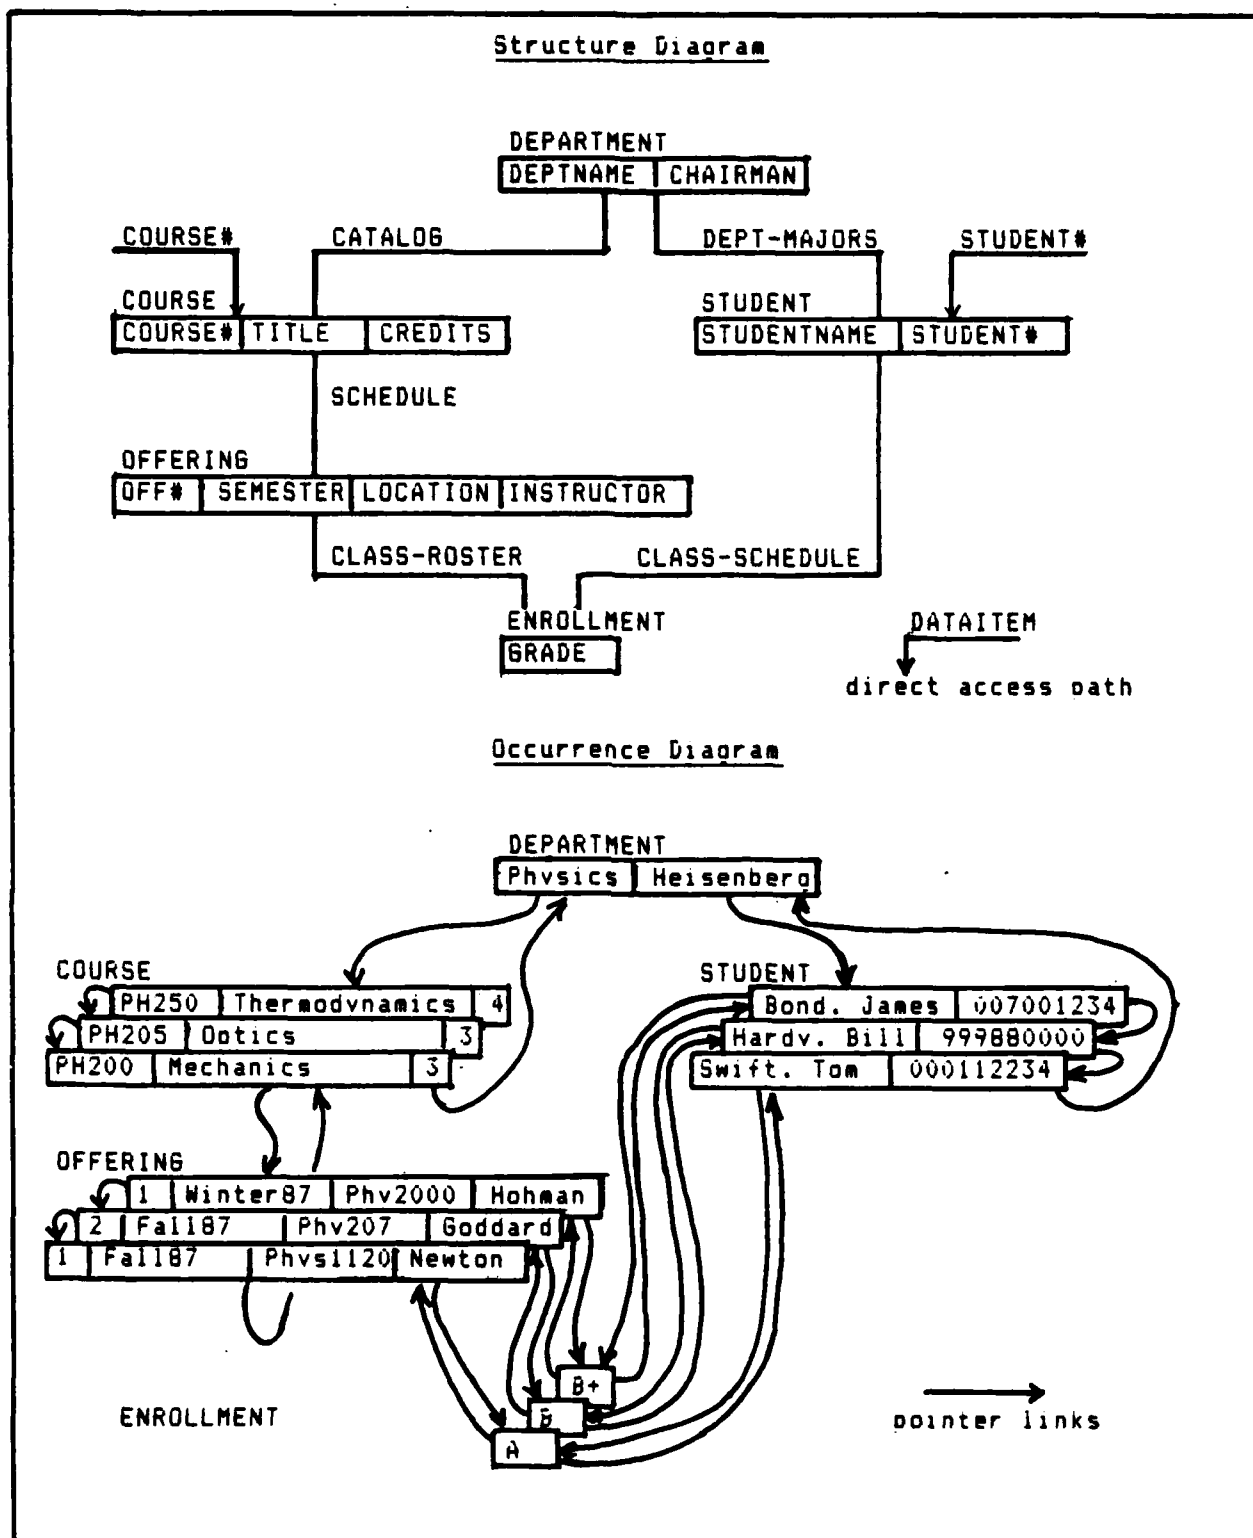 Structure Diagram
DEPARTMENT
DEPTNAME CHAIRMAN
COURSE# CATALOG DEPT-MAJORS STUDENT#
COURSE STUDENT
COURSE# TITLE CREDITS STUDENTNAME STUDENT#
SCHEDULE
OFFERING
OFF# SEMESTER LOCATION INSTRUCTOR
CLASS-ROSTER CLASS-SCHEDULE
ENROLLMENT DATAITEM
GRADE
direct access path
Occurrence Diagram
DEPARTMENT
Physics Heisenberg
COURSE STUDENT
PH250 Thermodynamics 4 Bond. James 007001234
PH205 Optics 3 Hardy. Bill 999880000
PH200 Mechanics 3 Swift. Tom 000112234
OFFERING
1 Winter87 Phy2000 Hohman
2 Fall87 Phy207 Goddard
1 Fall87 Phys1120 Newton
B+
ENROLLMENT B
pointer links
A